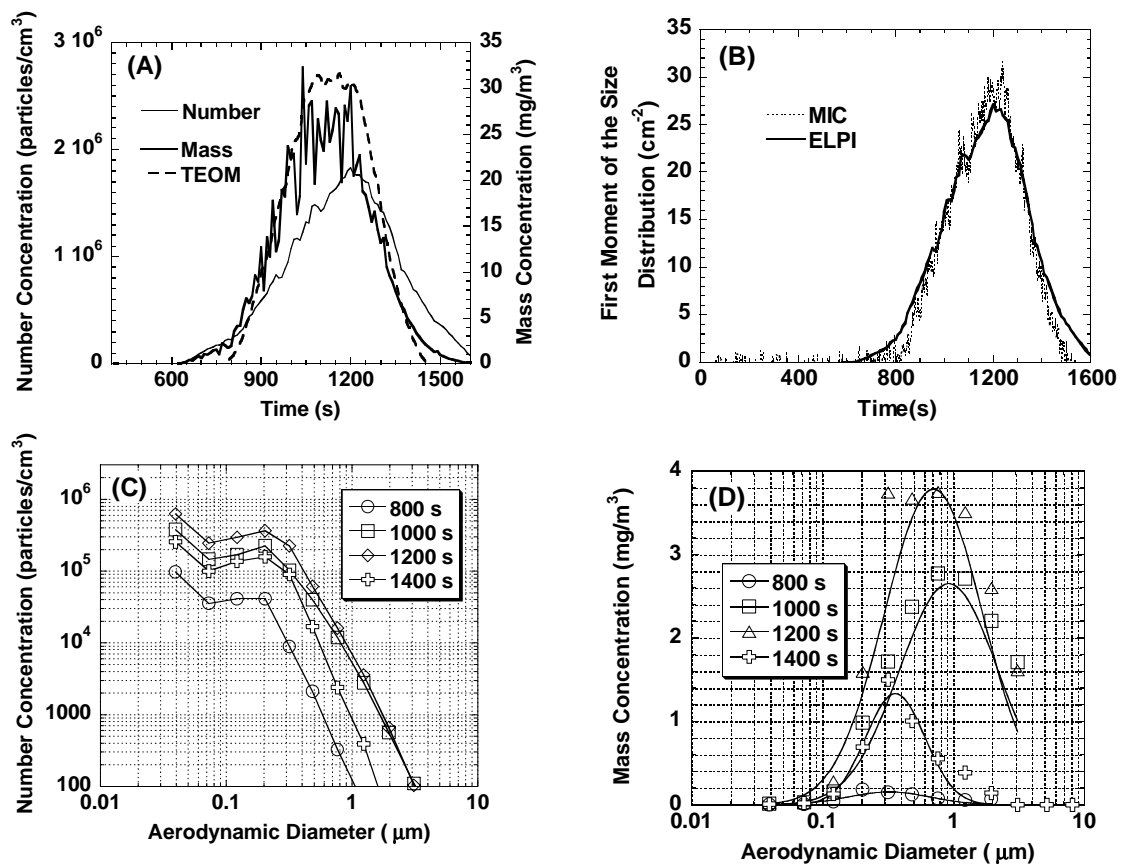 (A)
Number
Mass
TEOM
3 10⁶
2 10⁶
1 10⁶
0
35
30
25
20
15
10
5
0
600 900 1200 1500
Time (s)
Number Concentration (particles/cm³)
Mass Concentration (mg/m³)
(B)
MIC
ELPI
35
30
25
20
15
10
5
0
0 400 800 1200 1600
Time(s)
First Moment of the Size
Distribution (cm⁻²)
(C)
800 s
1000 s
1200 s
1400 s
10⁶
10⁵
10⁴
1000
100
0.01 0.1 1 10
Aerodynamic Diameter ( μm)
Number Concentration (particles/cm³)
(D)
800 s
1000 s
1200 s
1400 s
4
3
2
1
0
0.01 0.1 1 10
Aerodynamic Diameter ( μm)
Mass Concentration (mg/m³)